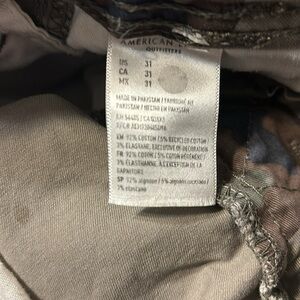 AMERICAN
OUTFITTERS
US 31
CA 31
MX 31
MADE IN PAKISTAN / FABRIQUÉ AU
PAKISTAN / HECHO EN PAKISTÁN
EN 92% COTTON / 5% RECYCLED COTTON
3% ELASTANE, EXCLUSIVE OF DECORATION
FR 92% COTON / 5% COTON RÉGÉNÉRÉ
3% ÉLASTHANNE, À L'EXCEPTION DE LA
GARNITURE
SP 92% algodón / 5% algodón reciclado
3% elastano